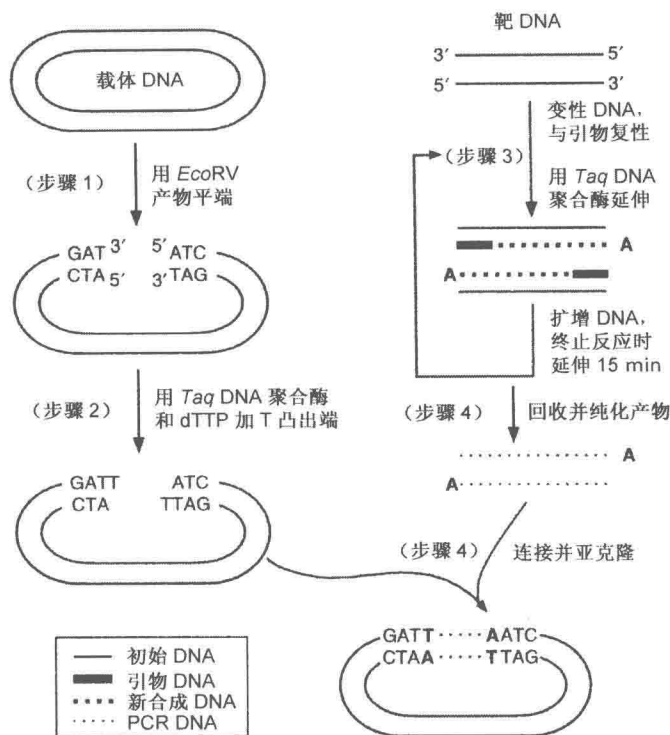 载体 DNA
(步骤 1)
用 EcoRV
产物平端
GAT 3′ 5′ ATC
CTA 5′ 3′ TAG
(步骤 2)
用 Taq DNA 聚合酶
和 dTTP 加 T 凸出端
GATT ATC
CTA TTAG
靶 DNA
3′ 5′
5′ 3′
变性 DNA,
与引物复性
(步骤 3)
用 Taq DNA
聚合酶延伸
A
A
扩增 DNA,
终止反应时
延伸 15 min
(步骤 4)
回收并纯化产物
A
A
(步骤 4)
连接并亚克隆
GATT·····AATC
CTAA·····TTAG
初始 DNA
引物 DNA
新合成 DNA
PCR DNA